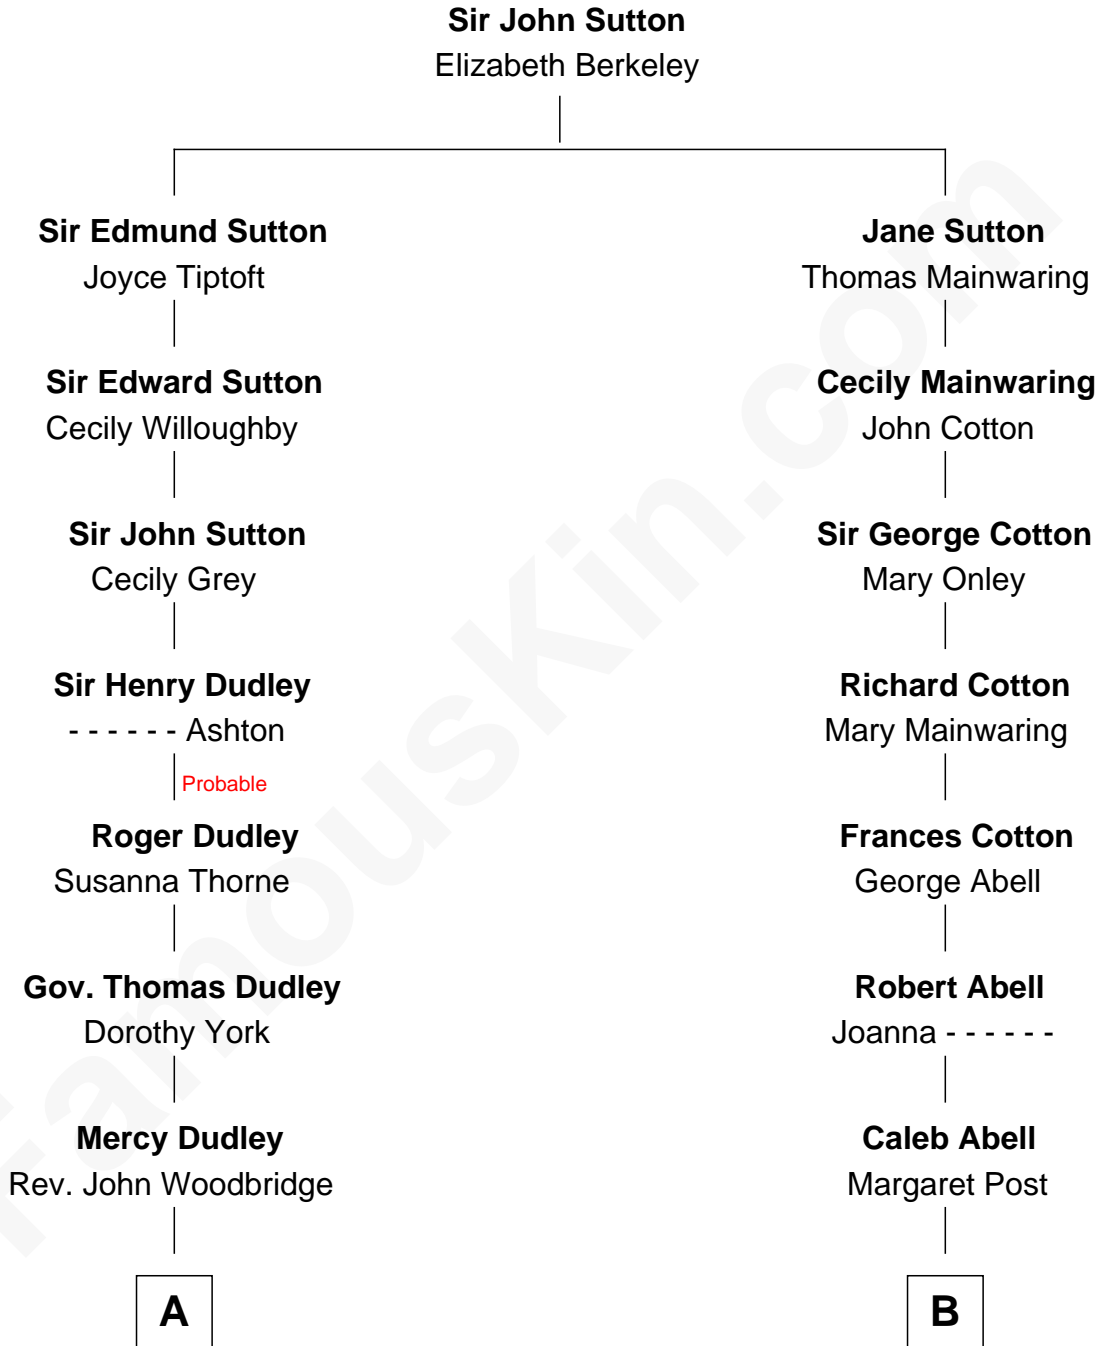 Sir John Sutton
Elizabeth Berkeley
Sir Edmund Sutton
Joyce Tiptoft
Jane Sutton
Thomas Mainwaring
Sir Edward Sutton
Cecily Willoughby
Cecily Mainwaring
John Cotton
Sir John Sutton
Cecily Grey
Sir George Cotton
Mary Onley
Sir Henry Dudley
- - - - - - Ashton
Probable
Richard Cotton
Mary Mainwaring
Roger Dudley
Susanna Thorne
Frances Cotton
George Abell
Gov. Thomas Dudley
Dorothy York
Robert Abell
Joanna - - - - - -
Mercy Dudley
Rev. John Woodbridge
Caleb Abell
Margaret Post
A
B
FamousKin.com